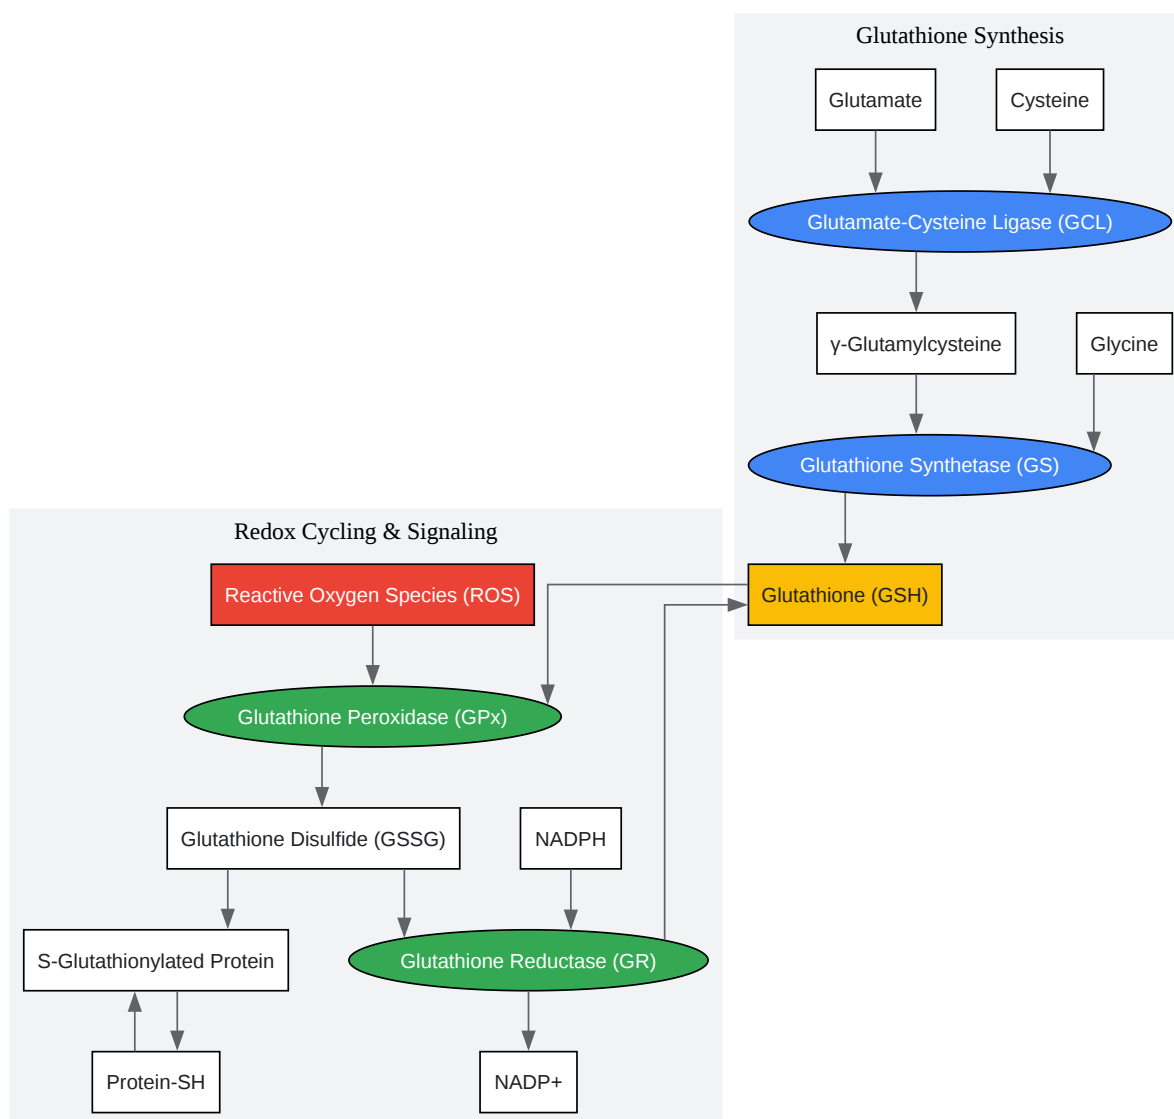 Glutathione Synthesis
Glutamate
Cysteine
Glutamate-Cysteine Ligase (GCL)
γ-Glutamylcysteine
Glycine
Glutathione Synthetase (GS)
Redox Cycling & Signaling
Reactive Oxygen Species (ROS)
Glutathione (GSH)
Glutathione Peroxidase (GPx)
Glutathione Disulfide (GSSG)
NADPH
S-Glutathionylated Protein
Glutathione Reductase (GR)
Protein-SH
NADP+